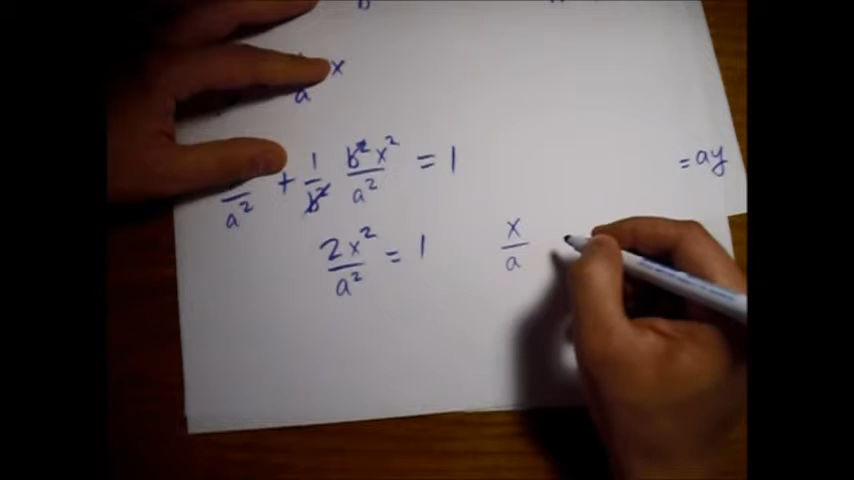 b
x
a
= ay
/a² + 1/b² b²x²/a² = 1
2x²/a² = 1
x/a